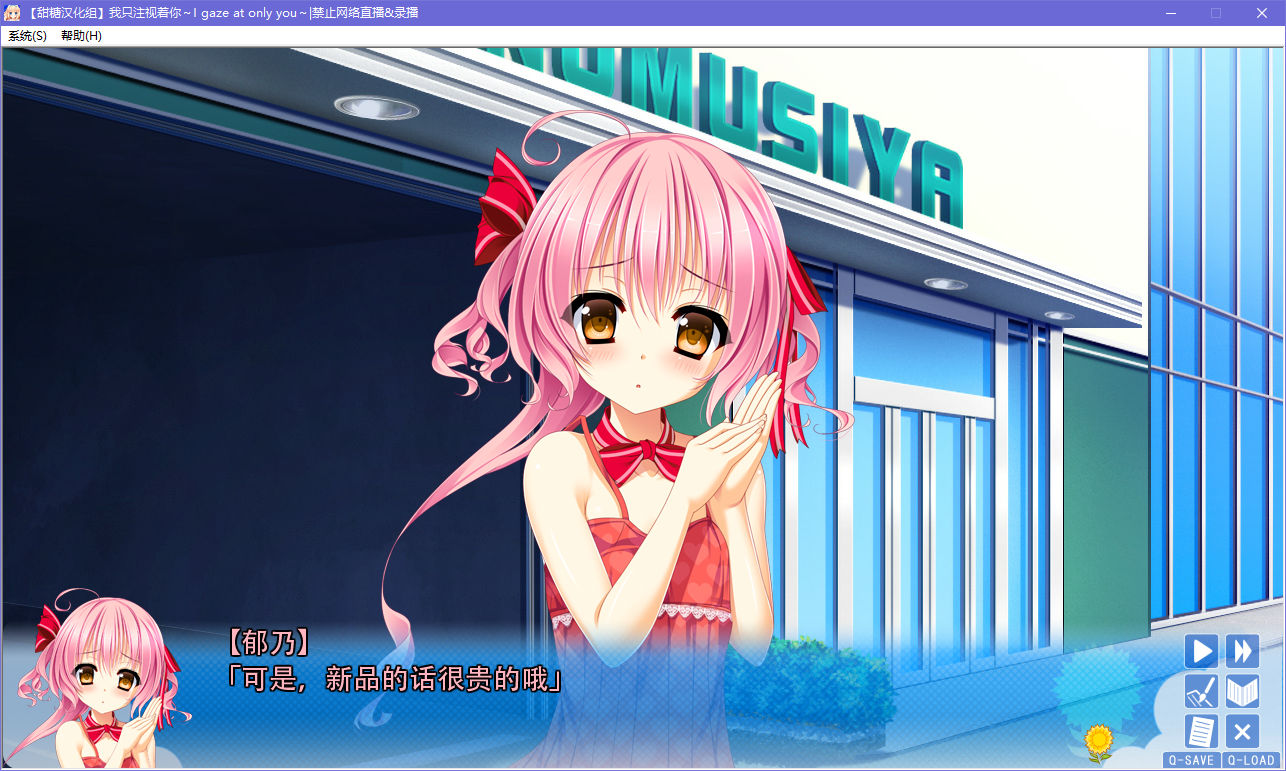 【甜糖汉化组】我只注视着你～I gaze at only you～|禁止网络直播&录播
系统(S) 帮助(H)
OMUSIYA
【郁乃】
「可是，新品的话很贵的哦」
Q-SAVE Q-LOAD